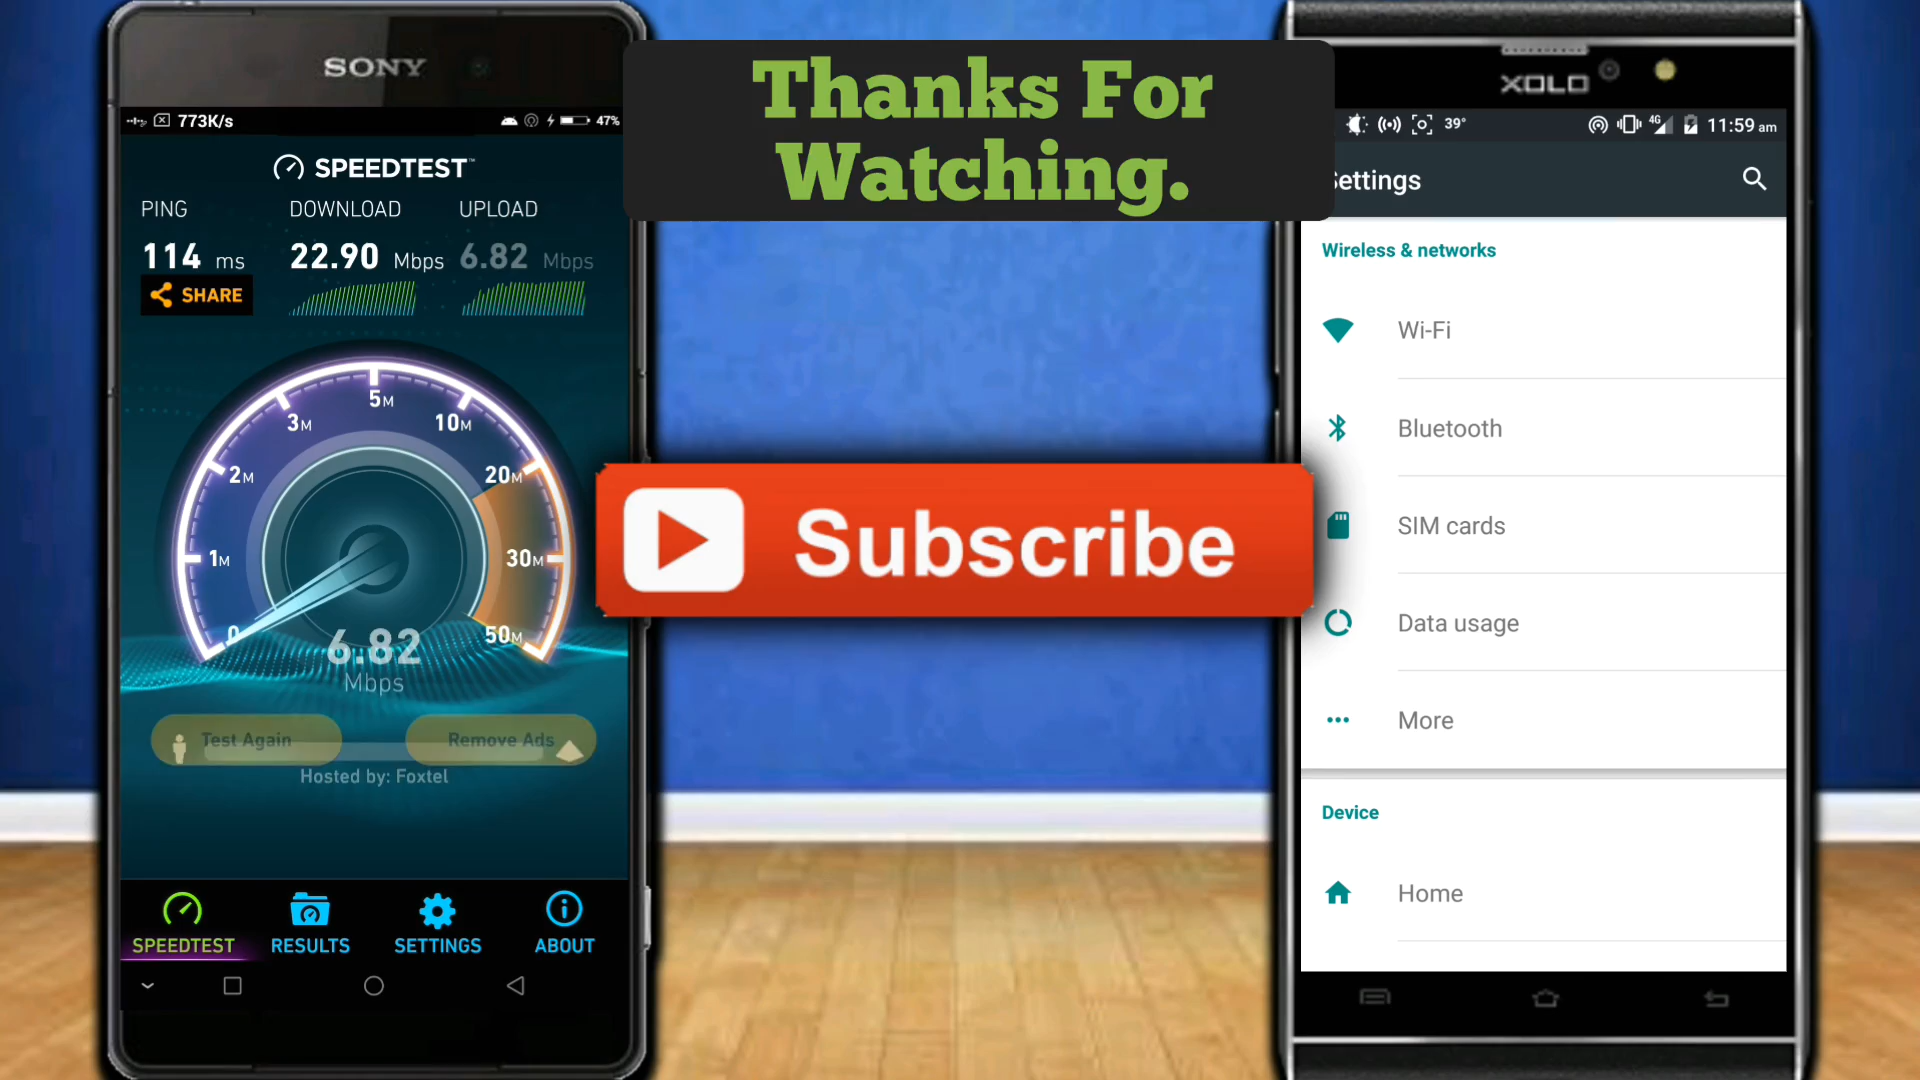 SONY
773K/s
47%
SPEEDTEST™
PING DOWNLOAD UPLOAD
114 ms 22.90 Mbps 6.82 Mbps
SHARE
5M
3M 10M
2M 20M
1M 30M
0 50M
6.82
Mbps
Test Again Remove Ads
Hosted by: Foxtel
SPEEDTEST RESULTS SETTINGS ABOUT
Thanks For
Watching.
Subscribe
XOLO
39° 4G 11:59 am
Settings
Wireless & networks
Wi-Fi
Bluetooth
SIM cards
Data usage
More
Device
Home